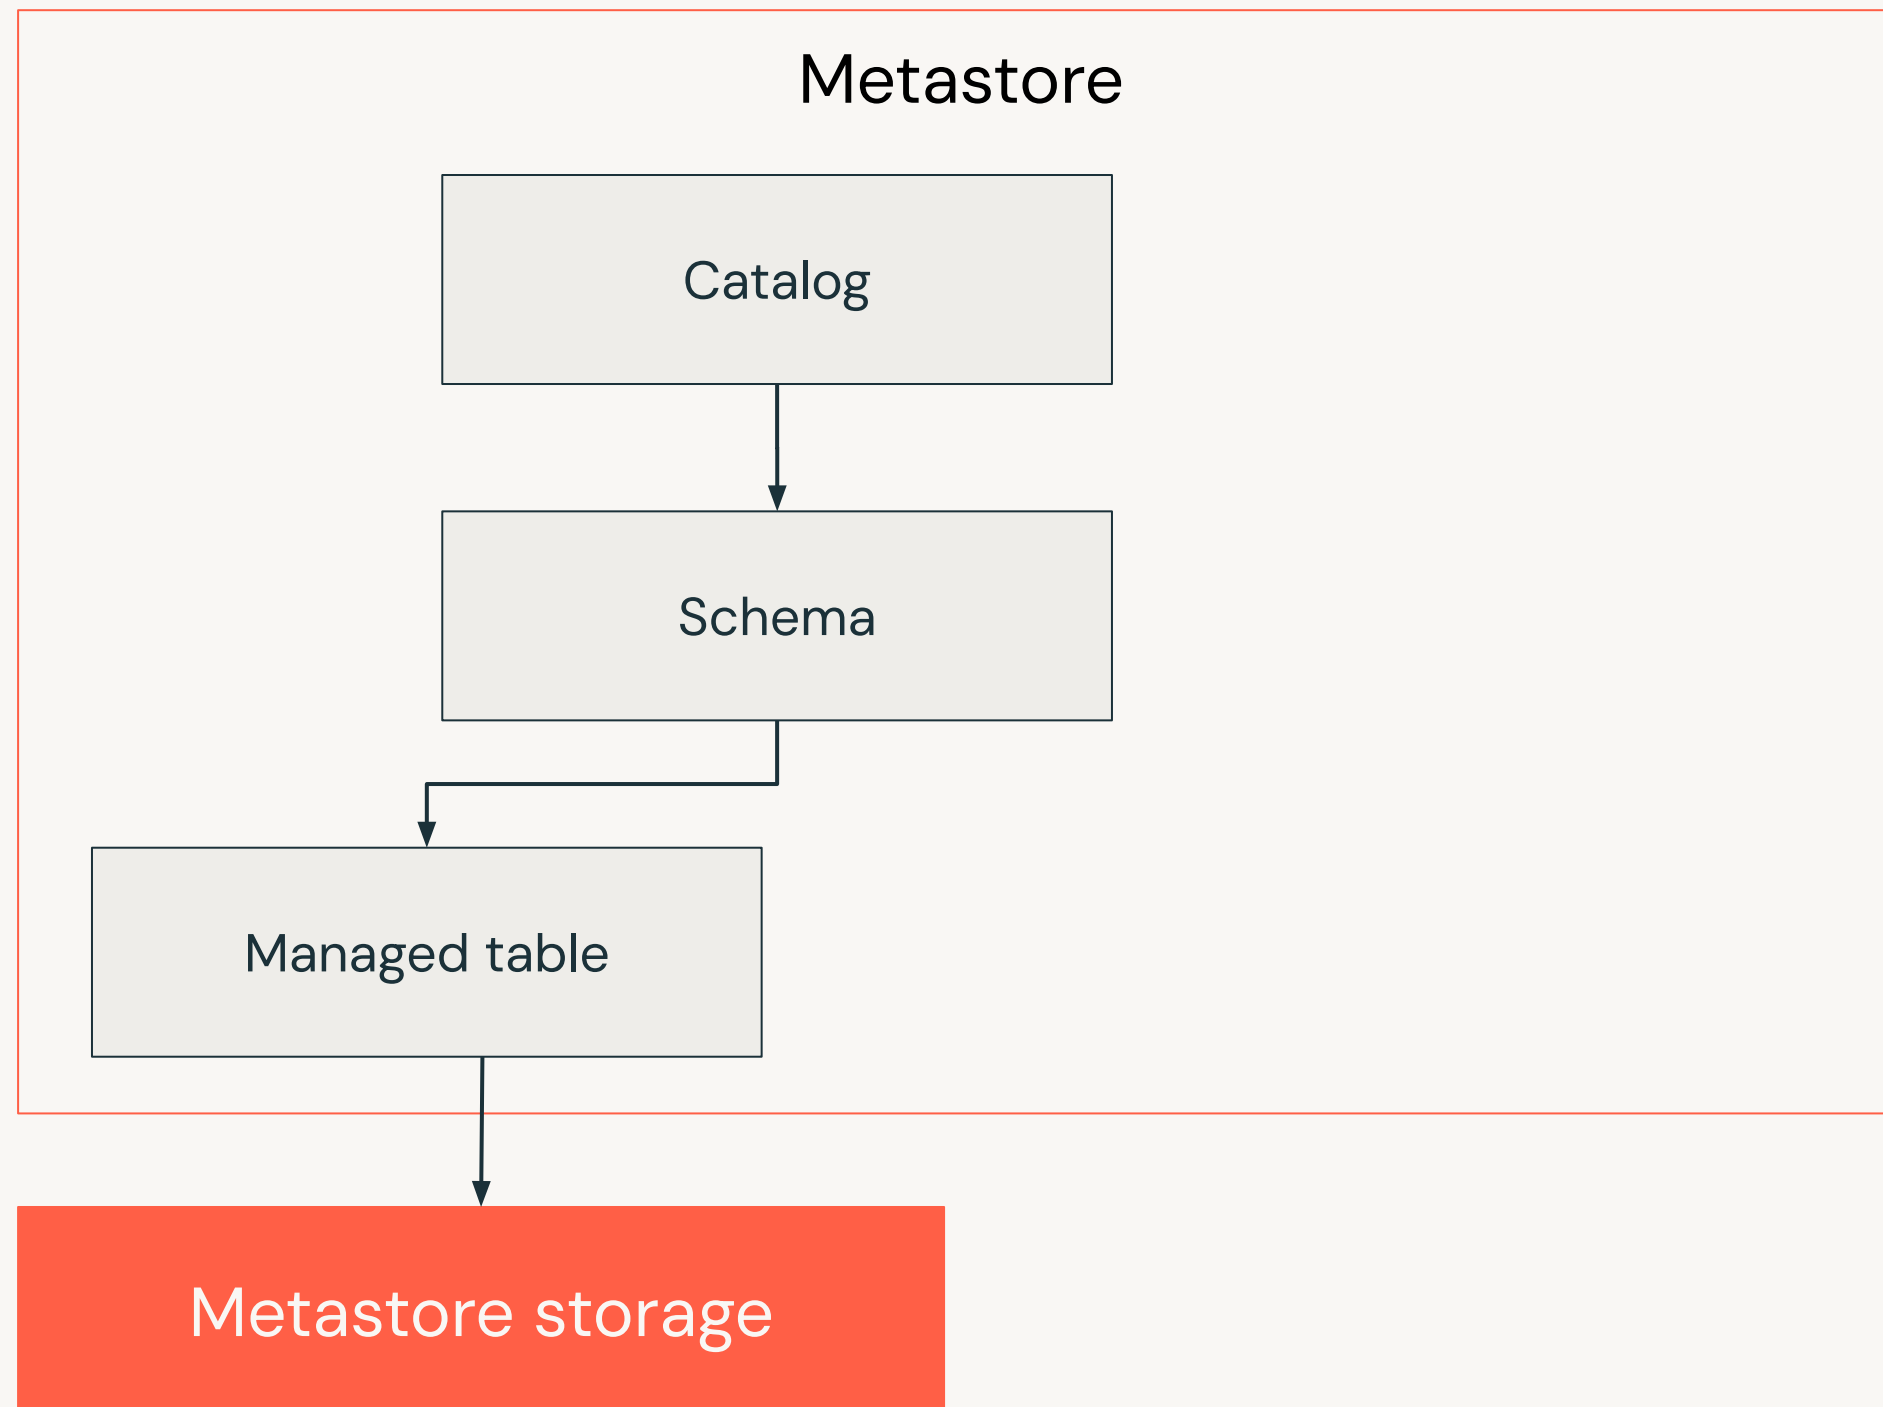 Metastore
Catalog
Schema
Managed table
Metastore storage